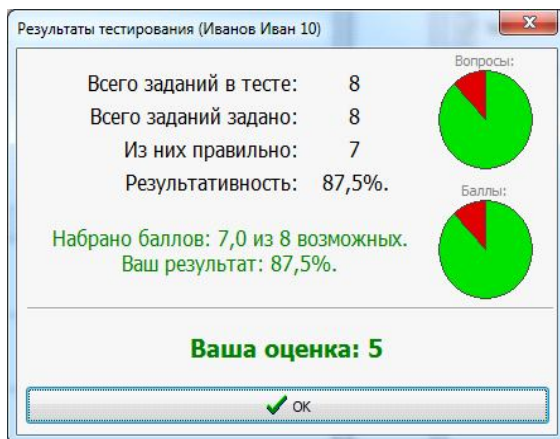 Результаты тестирования (Иванов Иван 10)
Вопросы:
Всего заданий в тесте: 8
Всего заданий задано: 8
Из них правильно: 7
Результативность: 87,5%.
Баллы:
Набрано баллов: 7,0 из 8 возможных.
Ваш результат: 87,5%.
Ваша оценка: 5
OK